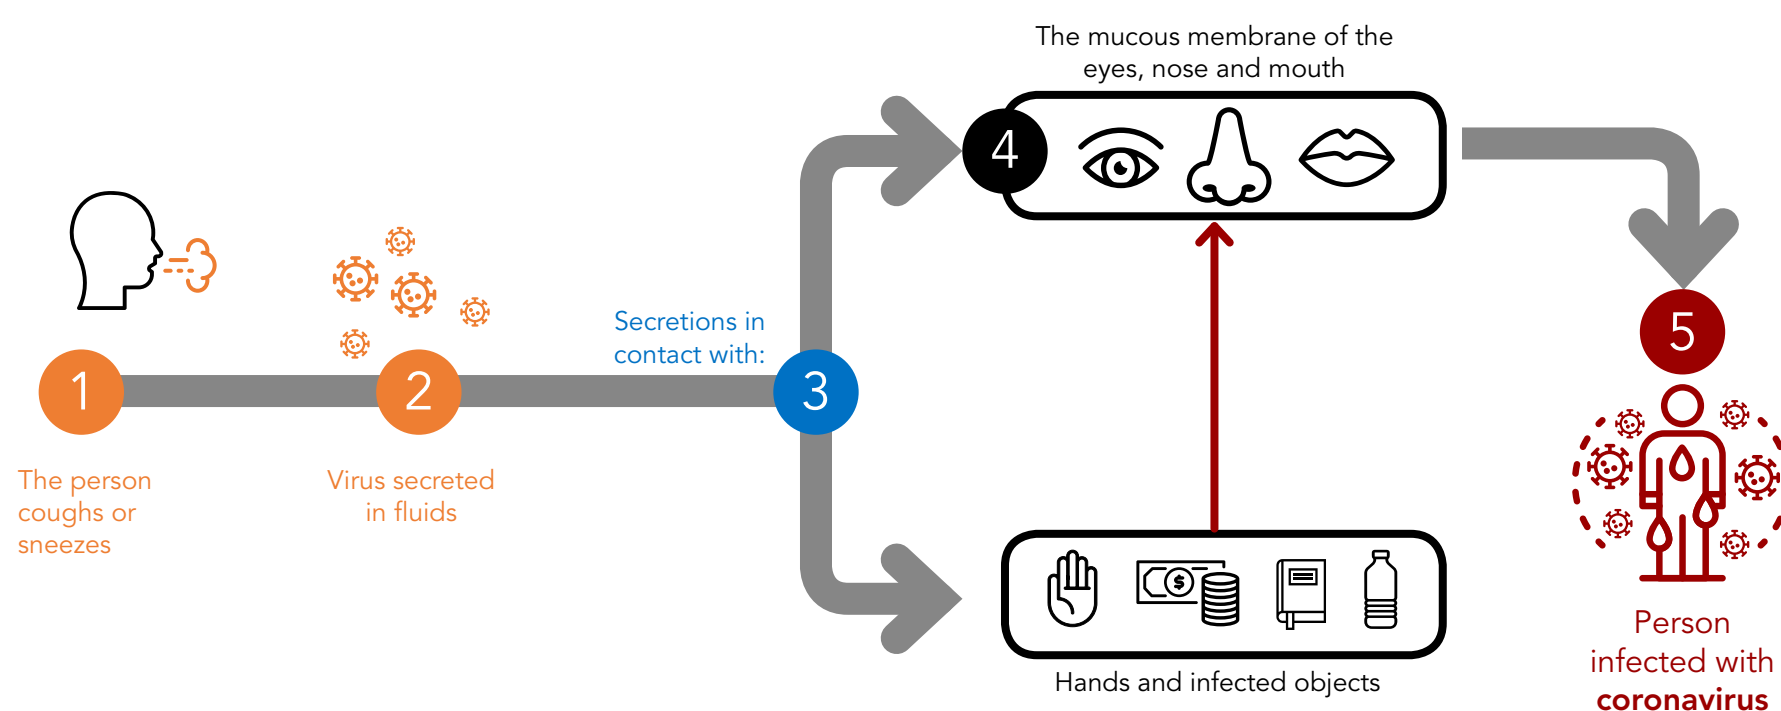 The mucous membrane of the
eyes, nose and mouth
4
5
Secretions in
contact with:
1
2
3
The person
coughs or
sneezes
Virus secreted
in fluids
$
Hands and infected objects
Person
infected with
coronavirus